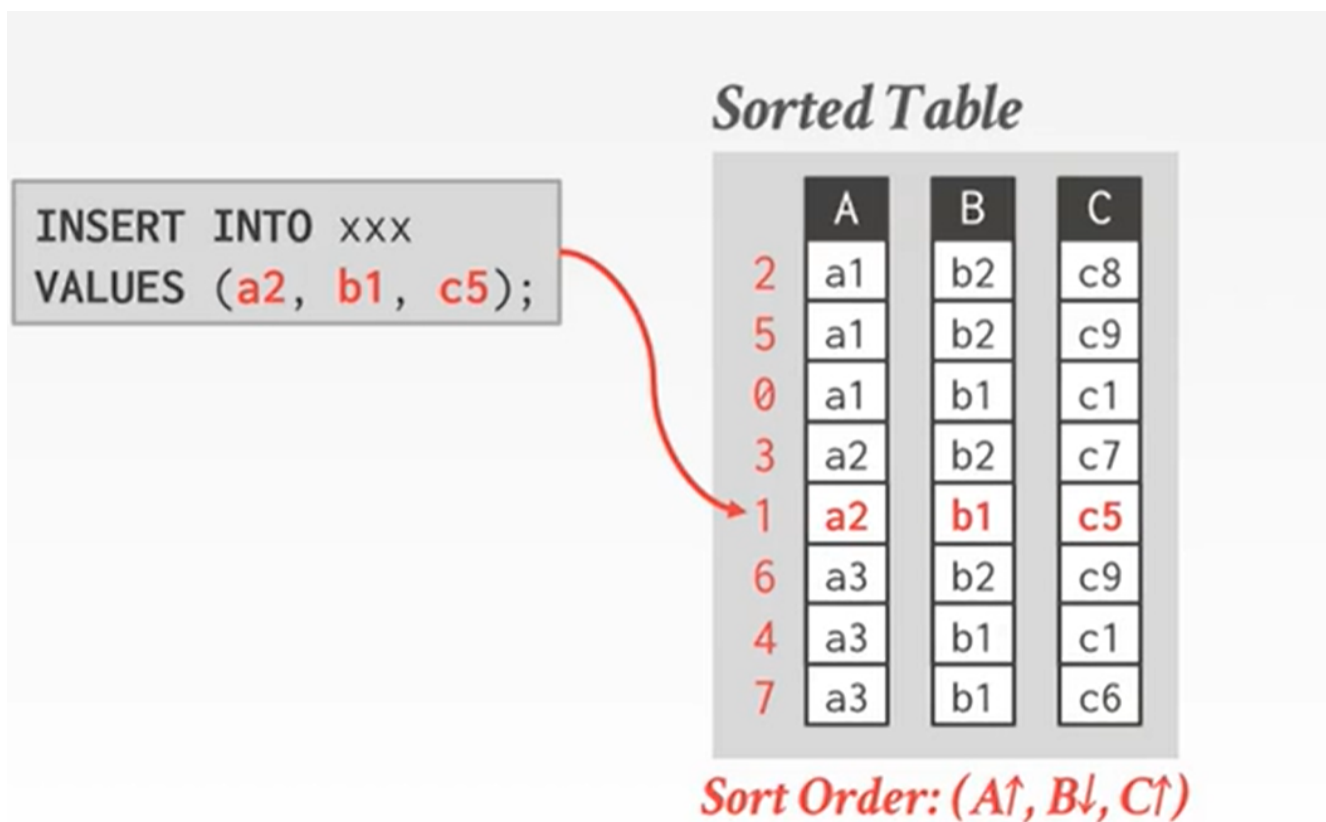 Sorted Table
INSERT INTO xxx
VALUES (a2, b1, c5);
A B C
2 a1 b2 c8
5 a1 b2 c9
0 a1 b1 c1
3 a2 b2 c7
1 a2 b1 c5
6 a3 b2 c9
4 a3 b1 c1
7 a3 b1 c6
Sort Order: (A↑, B↓, C↑)